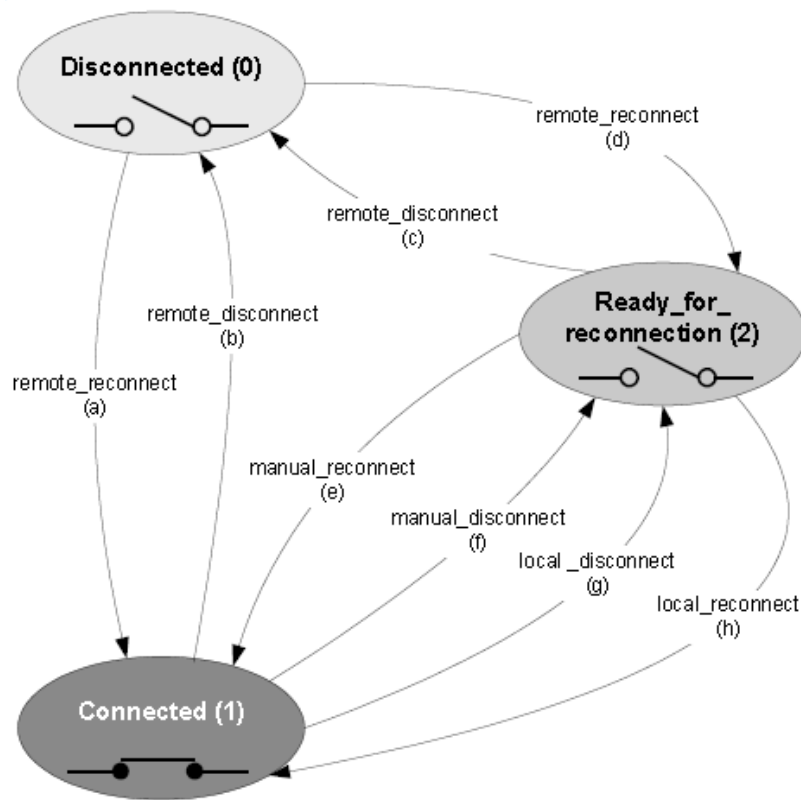 Disconnected (0)
remote_reconnect
(d)
remote_disconnect
(c)
Ready_for_
reconnection (2)
remote_disconnect
(b)
remote_reconnect
(a)
manual_reconnect
(e)
manual_disconnect
(f)
local _disconnect
(g)
local_reconnect
(h)
Connected (1)